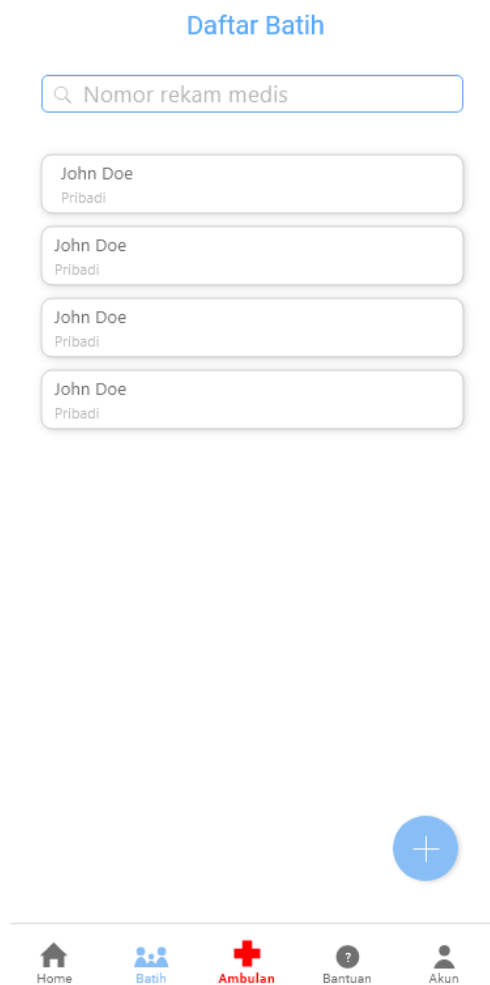 Daftar Batih
Nomor rekam medis
John Doe
Pribadi
John Doe
Pribadi
John Doe
Pribadi
John Doe
Pribadi
Home Batih Ambulan Bantuan Akun